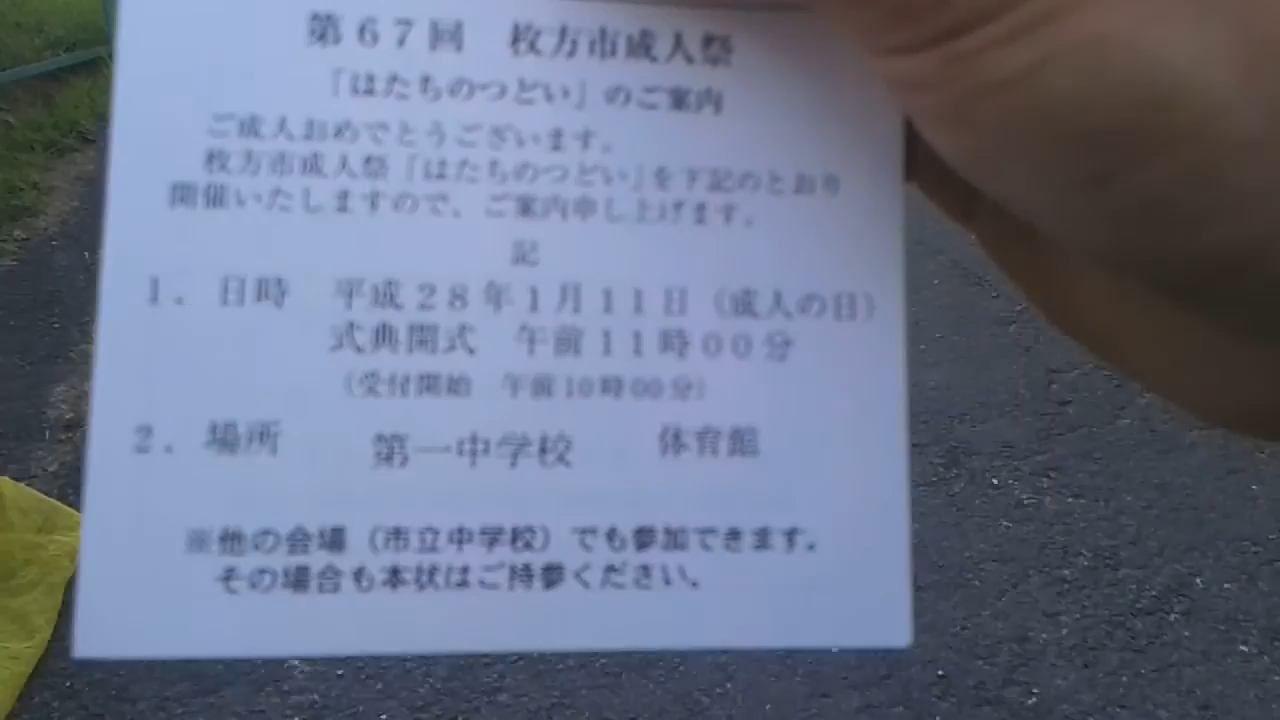 第67回　枚方市成人祭
「はたちのつどい」のご案内
ご成人おめでとうございます。
枚方市成人祭「はたちのつどい」を下記のとおり
開催いたしますので、ご案内申し上げます。
記
1．日時　平成28年1月11日（成人の日）
式典開式　午前11時00分
（受付開始　午前10時00分）
2．場所　第一中学校　体育館
※他の会場（市立中学校）でも参加できます。
その場合も本状はご持参ください。